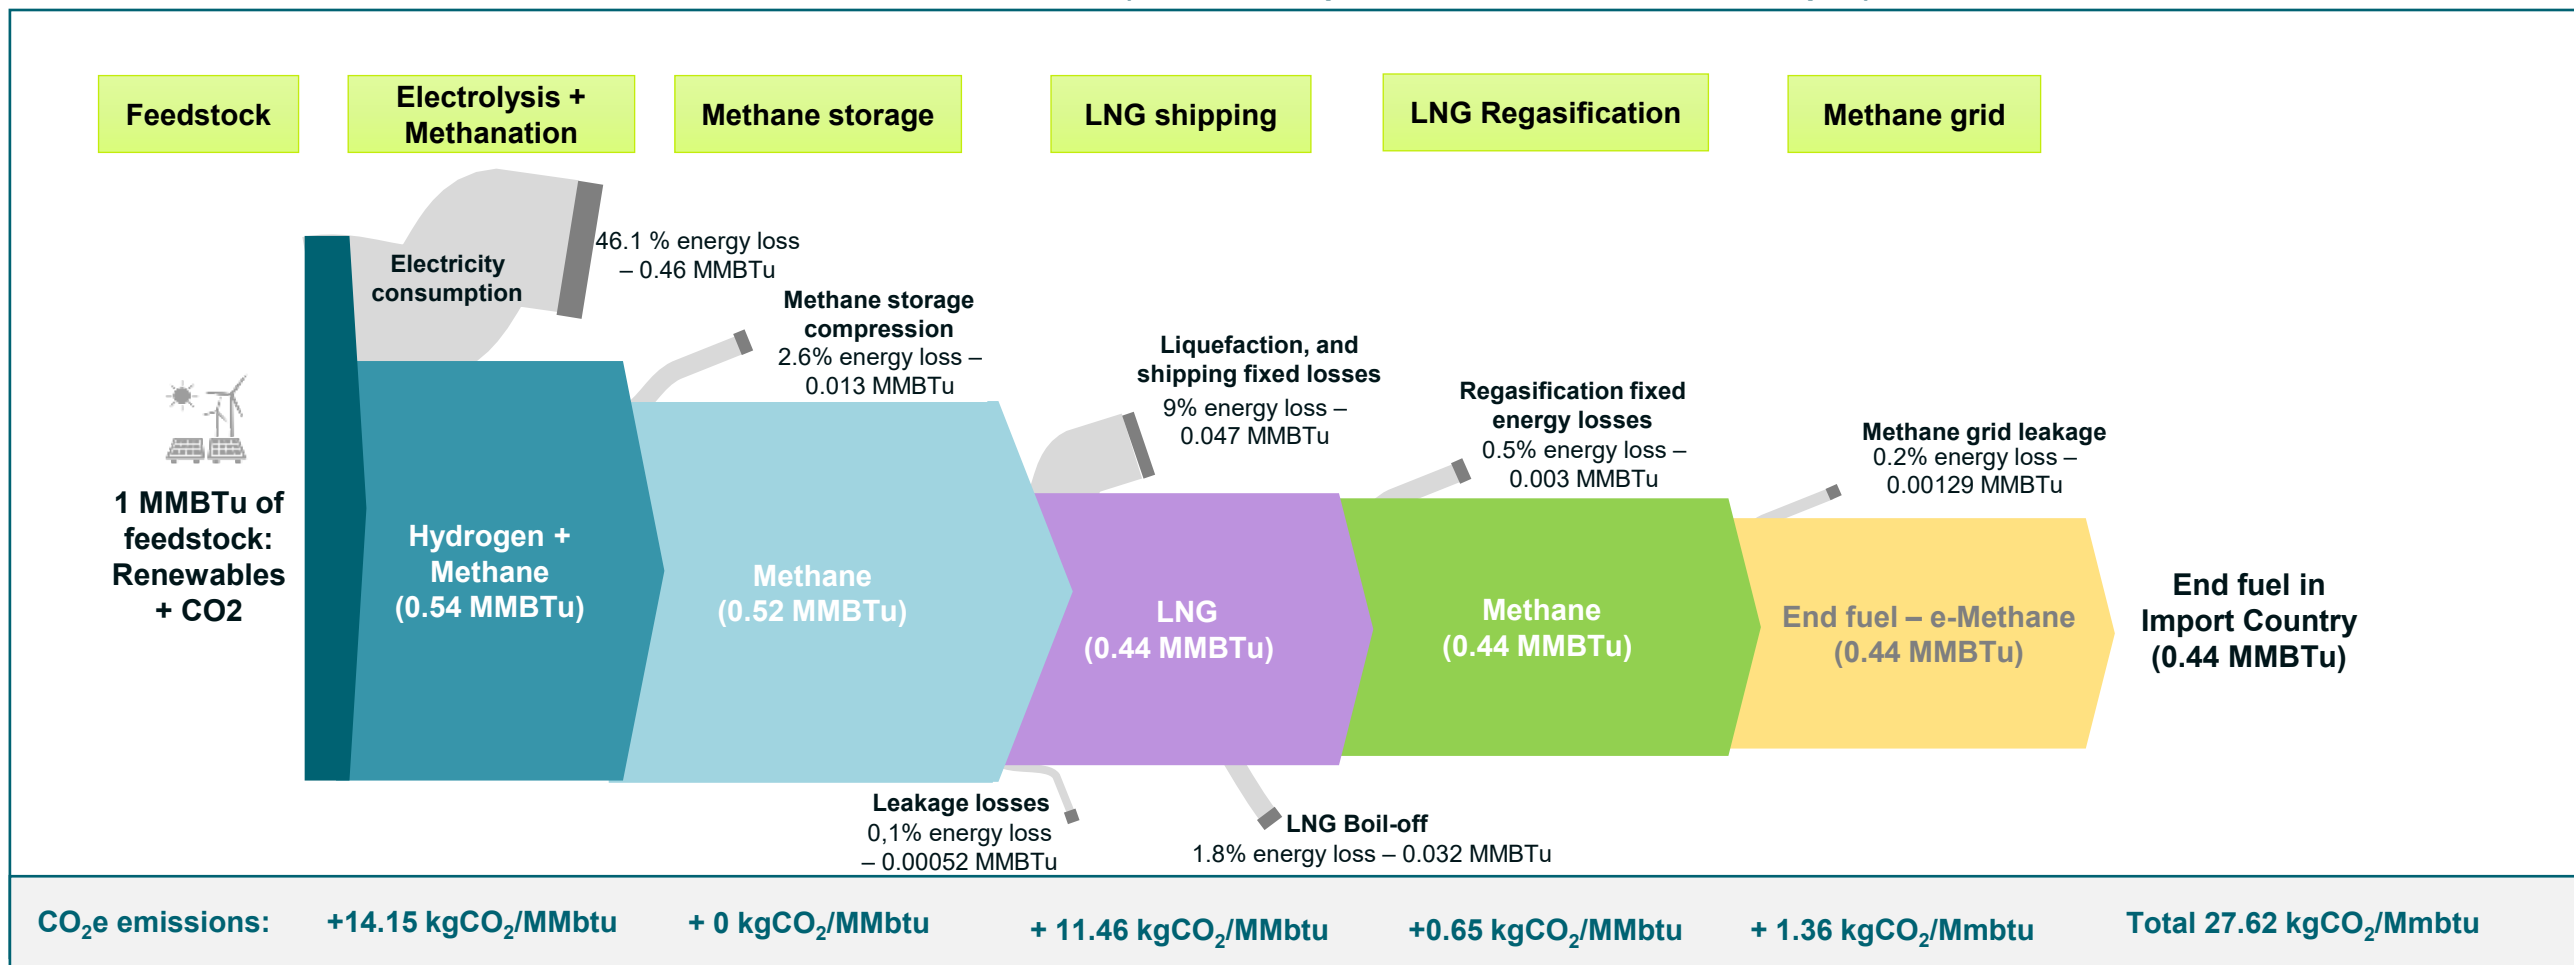 Feedstock
Electrolysis +
Methanation
Methane storage
LNG shipping
LNG Regasification
Methane grid
Electricity
consumption
46.1 % energy loss
– 0.46 MMBTu
Methane storage
compression
2.6% energy loss –
0.013 MMBTu
Liquefaction, and
shipping fixed losses
9% energy loss –
0.047 MMBTu
Regasification fixed
energy losses
0.5% energy loss –
0.003 MMBTu
Methane grid leakage
0.2% energy loss –
0.00129 MMBTu
1 MMBTu of
feedstock:
Renewables
+ CO2
Hydrogen +
Methane
(0.54 MMBTu)
Methane
(0.52 MMBTu)
LNG
(0.44 MMBTu)
Methane
(0.44 MMBTu)
End fuel – e-Methane
(0.44 MMBTu)
End fuel in
Import Country
(0.44 MMBTu)
Leakage losses
0,1% energy loss
– 0.00052 MMBTu
LNG Boil-off
1.8% energy loss – 0.032 MMBTu
CO₂e emissions:
+14.15 kgCO₂/MMbtu
+ 0 kgCO₂/MMbtu
+ 11.46 kgCO₂/MMbtu
+0.65 kgCO₂/MMbtu
+ 1.36 kgCO₂/Mmbtu
Total 27.62 kgCO₂/Mmbtu